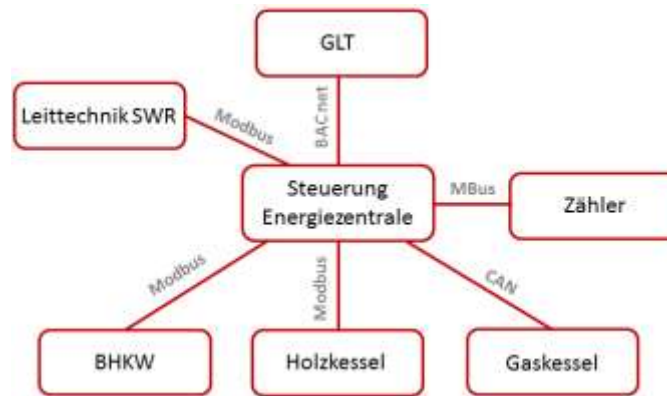 GLT
Leittechnik SWR
Modbus
BACnet
Steuerung
Energiezentrale
MBus
Zähler
Modbus
Modbus
CAN
BHKW
Holzkessel
Gaskessel